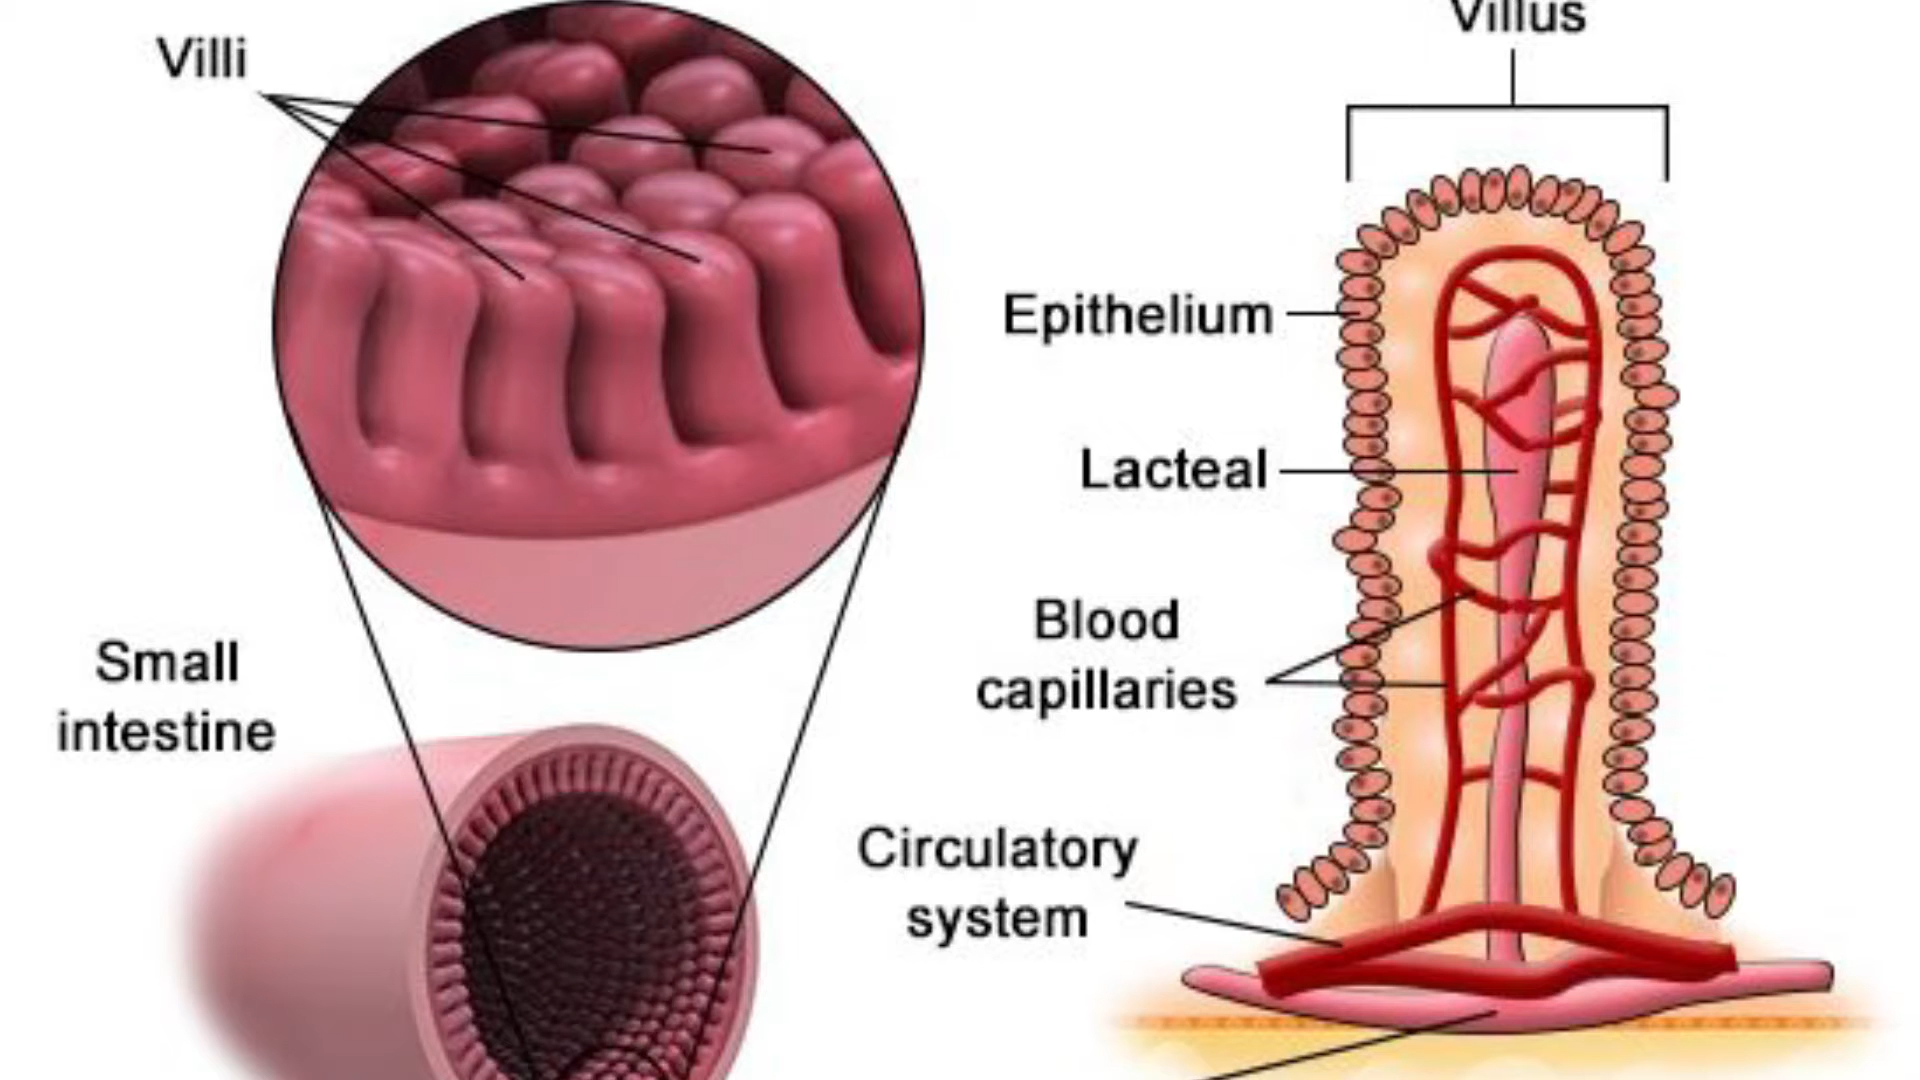 Villus
Villi
Epithelium
Lacteal
Blood
capillaries
Small
intestine
Circulatory
system